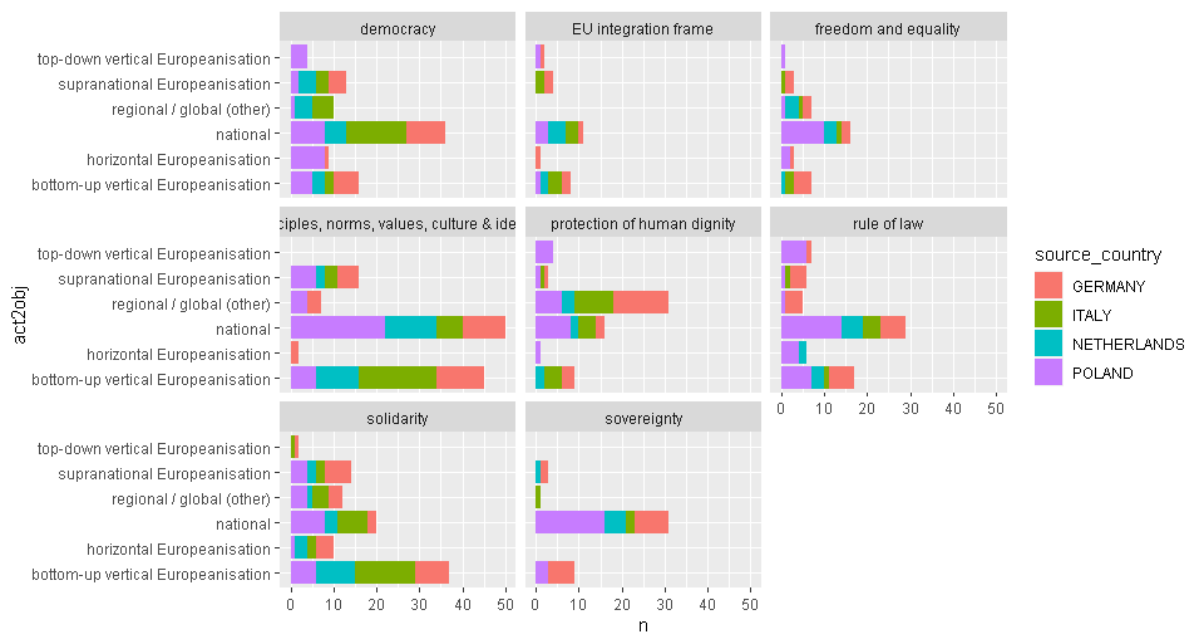 democracy
EU integration frame
freedom and equality
top-down vertical Europeanisation
supranational Europeanisation
regional / global (other)
national
horizontal Europeanisation
bottom-up vertical Europeanisation
ciples, norms, values, culture & ide
protection of human dignity
rule of law
top-down vertical Europeanisation
supranational Europeanisation
regional / global (other)
national
horizontal Europeanisation
bottom-up vertical Europeanisation
0 10 20 30 40 50
solidarity
sovereignty
top-down vertical Europeanisation
supranational Europeanisation
regional / global (other)
national
horizontal Europeanisation
bottom-up vertical Europeanisation
0 10 20 30 40 50
0 10 20 30 40 50
n
act2obj
source_country
GERMANY
ITALY
NETHERLANDS
POLAND